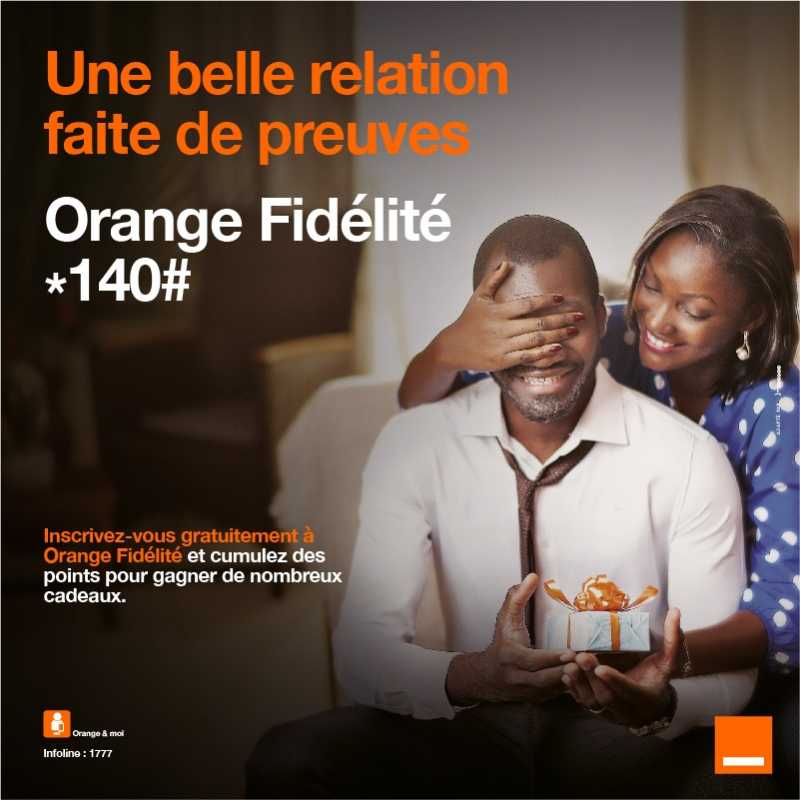 Une belle relation
faite de preuves
Orange Fidélité
*140#
Inscrivez-vous gratuitement à
Orange Fidélité et cumulez des
points pour gagner de nombreux
cadeaux.
Orange & moi
Infoline : 1777